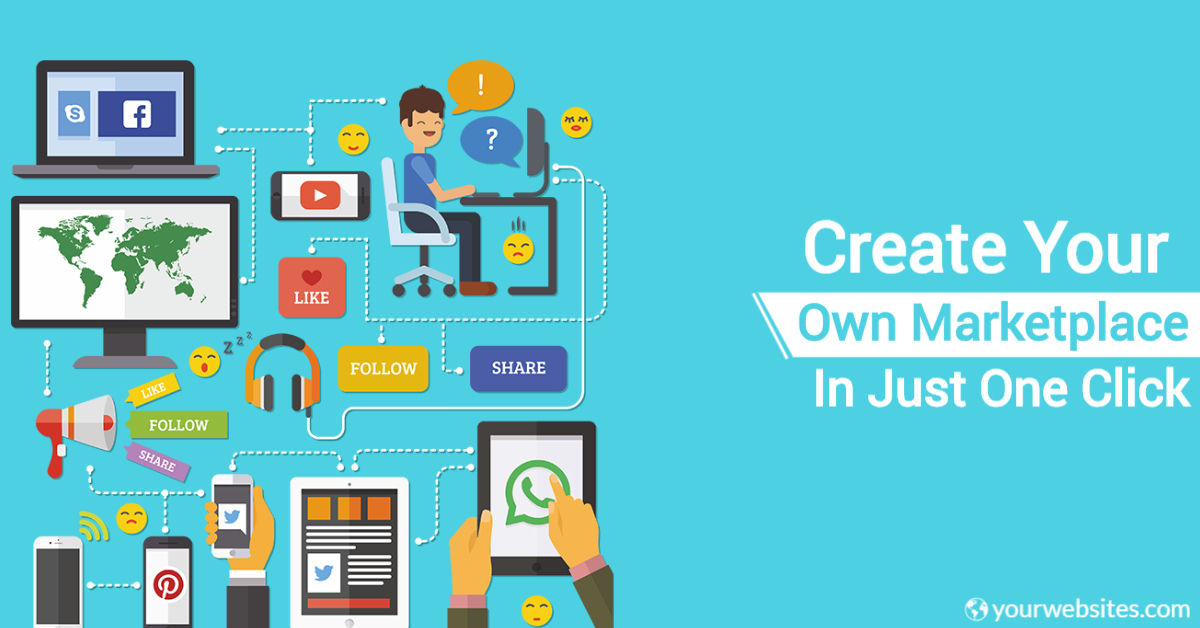 !
?
LIKE
FOLLOW
SHARE
z z z
LIKE
FOLLOW
SHARE
Create Your
Own Marketplace
In Just One Click
yourwebsites.com